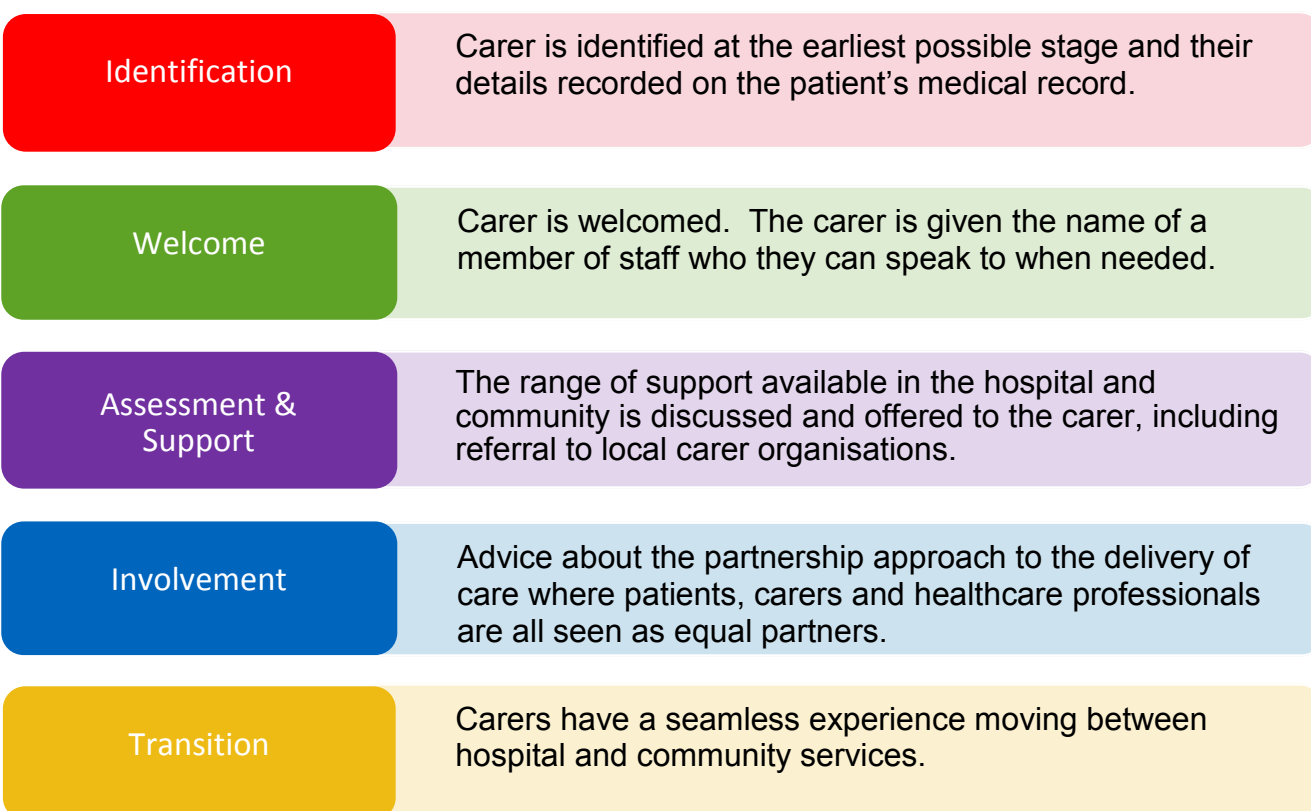 Identification
Carer is identified at the earliest possible stage and their
details recorded on the patient’s medical record.
Welcome
Carer is welcomed.  The carer is given the name of a
member of staff who they can speak to when needed.
Assessment &
Support
The range of support available in the hospital and
community is discussed and offered to the carer, including
referral to local carer organisations.
Involvement
Advice about the partnership approach to the delivery of
care where patients, carers and healthcare professionals
are all seen as equal partners.
Transition
Carers have a seamless experience moving between
hospital and community services.